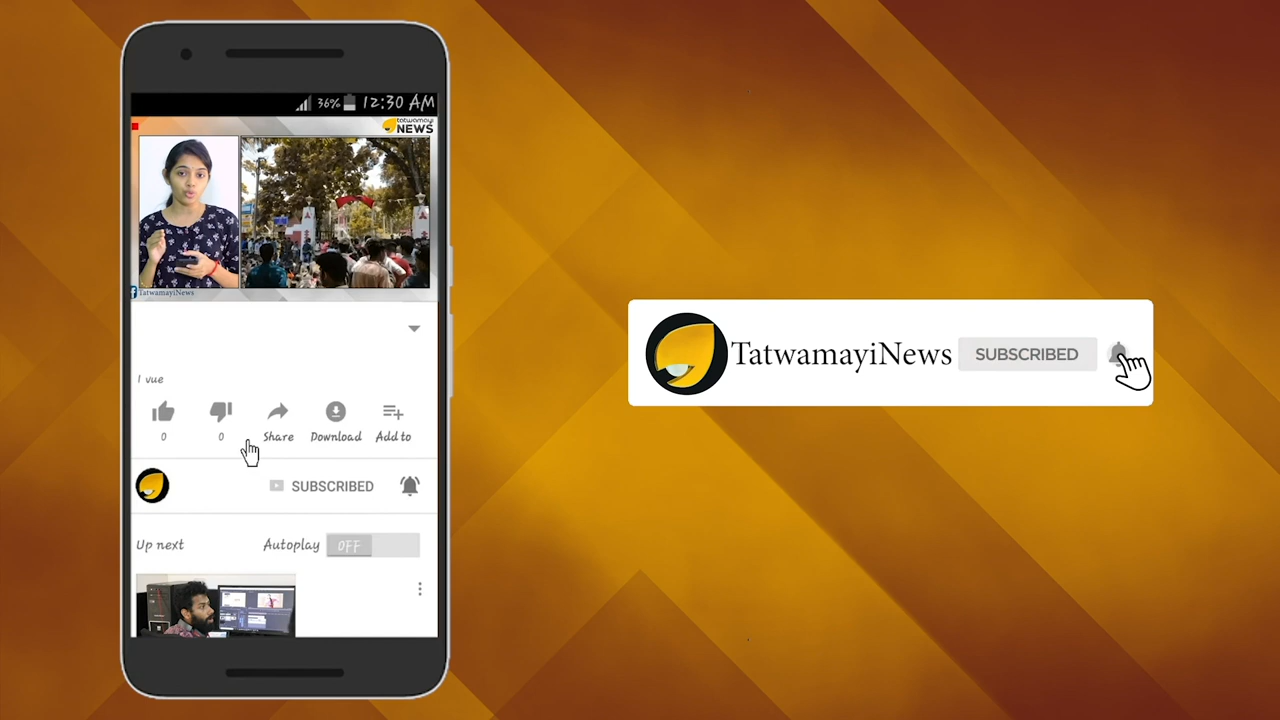 36% 12:30 AM
tatwamayi
NEWS
TatwamayiNews
1 vue
0 0 Share Download Add to
SUBSCRIBED
Up next Autoplay OFF
TatwamayiNews SUBSCRIBED